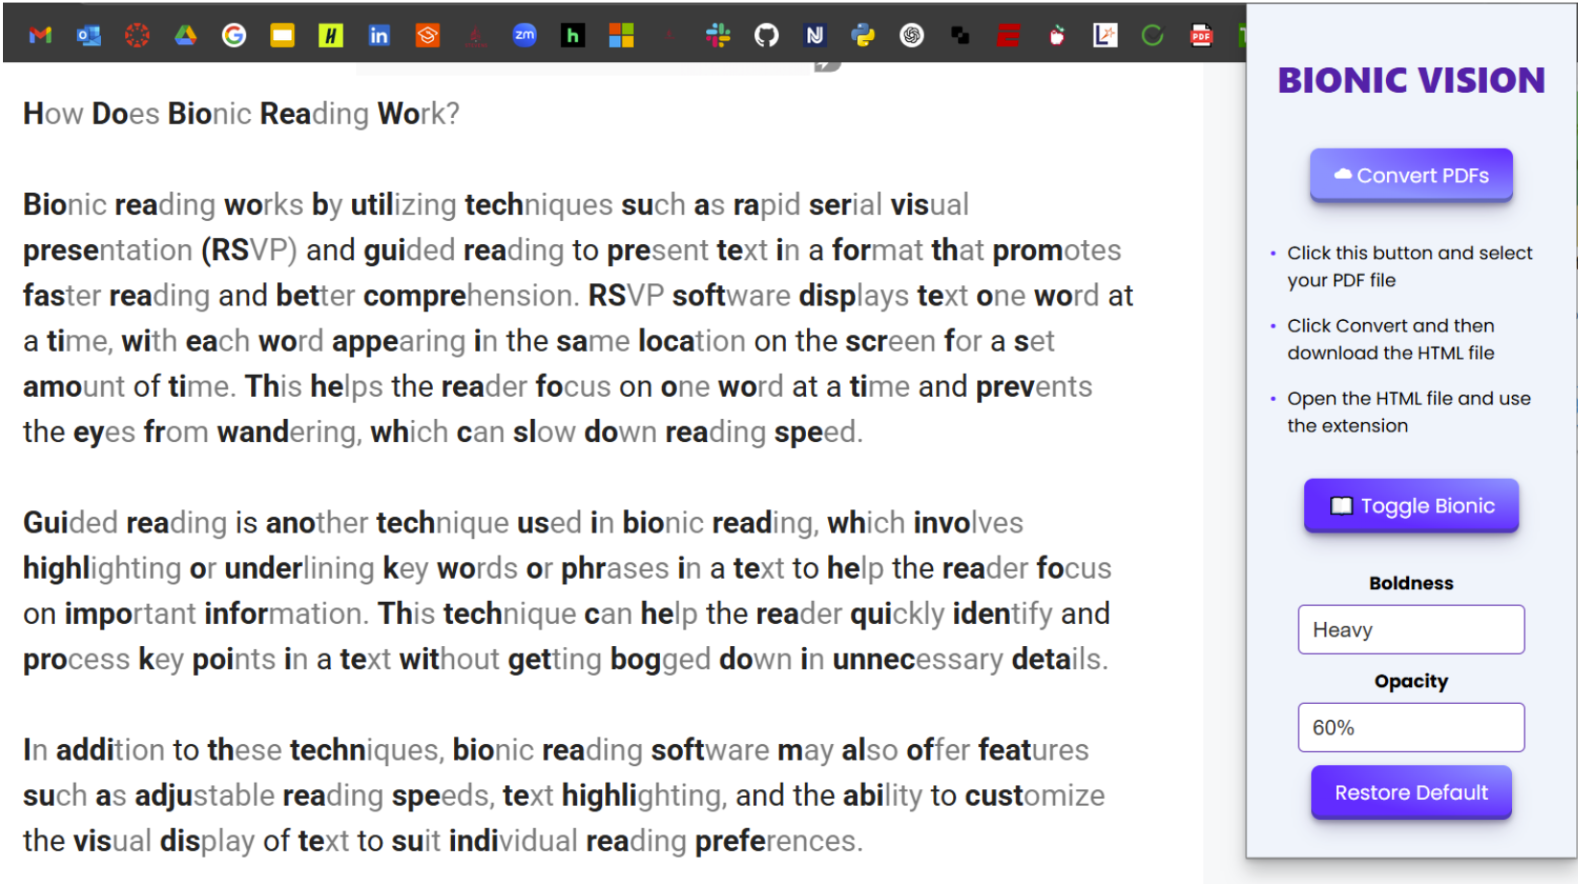 How Does Bionic Reading Work?
Bionic reading works by utilizing techniques such as rapid serial visual
presentation (RSVP) and guided reading to present text in a format that promotes
faster reading and better comprehension. RSVP software displays text one word at
a time, with each word appearing in the same location on the screen for a set
amount of time. This helps the reader focus on one word at a time and prevents
the eyes from wandering, which can slow down reading speed.
Guided reading is another technique used in bionic reading, which involves
highlighting or underlining key words or phrases in a text to help the reader focus
on important information. This technique can help the reader quickly identify and
process key points in a text without getting bogged down in unnecessary details.
In addition to these techniques, bionic reading software may also offer features
such as adjustable reading speeds, text highlighting, and the ability to customize
the visual display of text to suit individual reading preferences.
BIONIC VISION
Convert PDFs
• Click this button and select
your PDF file
• Click Convert and then
download the HTML file
• Open the HTML file and use
the extension
Toggle Bionic
Boldness
Heavy
Opacity
60%
Restore Default